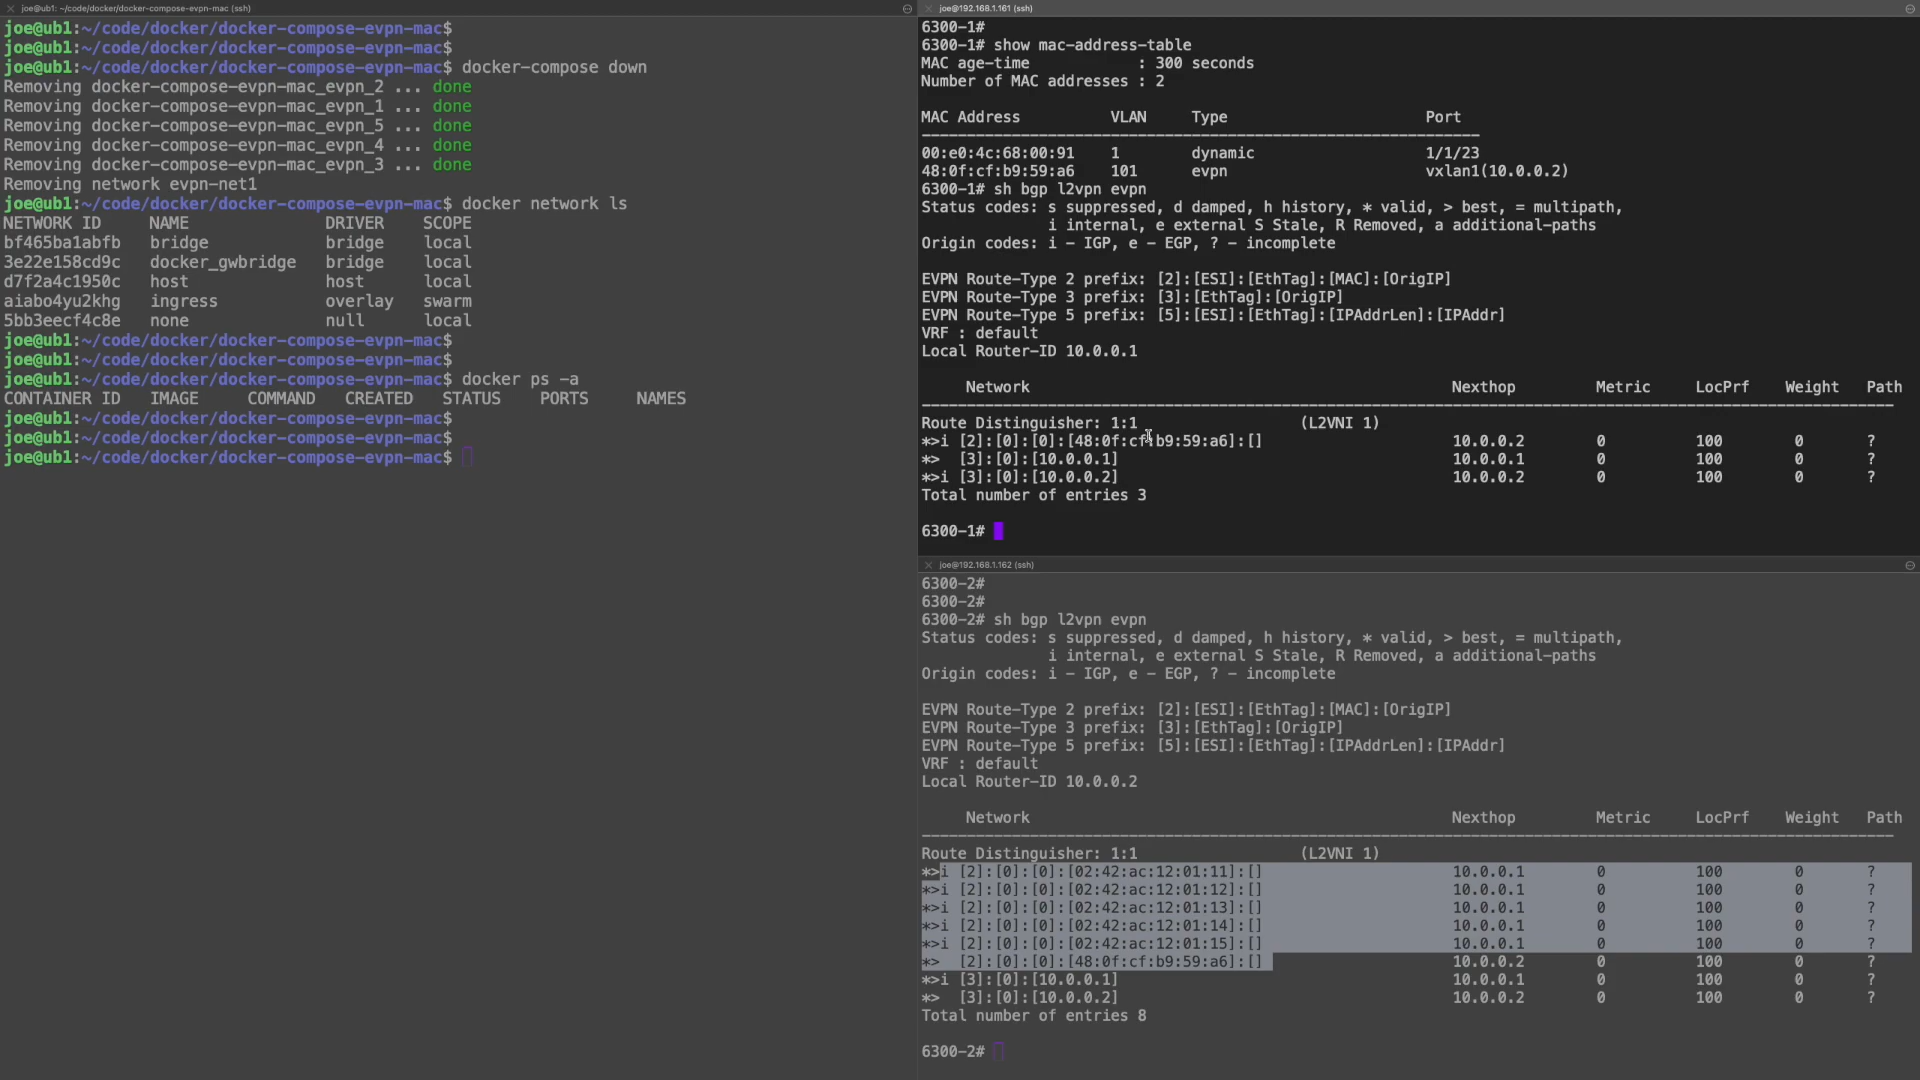 joe@ub1: ~/code/docker/docker-compose-evpn-mac (ssh)
joe@ub1:~/code/docker/docker-compose-evpn-mac$
joe@ub1:~/code/docker/docker-compose-evpn-mac$
joe@ub1:~/code/docker/docker-compose-evpn-mac$ docker-compose down
Removing docker-compose-evpn-mac_evpn_2 ... done
Removing docker-compose-evpn-mac_evpn_1 ... done
Removing docker-compose-evpn-mac_evpn_5 ... done
Removing docker-compose-evpn-mac_evpn_4 ... done
Removing docker-compose-evpn-mac_evpn_3 ... done
Removing network evpn-net1
joe@ub1:~/code/docker/docker-compose-evpn-mac$ docker network ls
NETWORK ID     NAME              DRIVER    SCOPE
bf465ba1abfb   bridge            bridge    local
3e22e158cd9c   docker_gwbridge   bridge    local
d7f2a4c1950c   host              host      local
aiabo4yu2khg   ingress           overlay   swarm
5bb3eecf4c8e   none              null      local
joe@ub1:~/code/docker/docker-compose-evpn-mac$
joe@ub1:~/code/docker/docker-compose-evpn-mac$
joe@ub1:~/code/docker/docker-compose-evpn-mac$ docker ps -a
CONTAINER ID   IMAGE     COMMAND   CREATED   STATUS    PORTS     NAMES
joe@ub1:~/code/docker/docker-compose-evpn-mac$
joe@ub1:~/code/docker/docker-compose-evpn-mac$
joe@ub1:~/code/docker/docker-compose-evpn-mac$
joe@192.168.1.161 (ssh)
6300-1#
6300-1# show mac-address-table
MAC age-time            : 300 seconds
Number of MAC addresses : 2
MAC Address          VLAN     Type                      Port
00:e0:4c:68:00:91    1        dynamic                   1/1/23
48:0f:cf:b9:59:a6    101      evpn                      vxlan1(10.0.0.2)
6300-1# sh bgp l2vpn evpn
Status codes: s suppressed, d damped, h history, * valid, > best, = multipath,
i internal, e external S Stale, R Removed, a additional-paths
Origin codes: i - IGP, e - EGP, ? - incomplete
EVPN Route-Type 2 prefix: [2]:[ESI]:[EthTag]:[MAC]:[OrigIP]
EVPN Route-Type 3 prefix: [3]:[EthTag]:[OrigIP]
EVPN Route-Type 5 prefix: [5]:[ESI]:[EthTag]:[IPAddrLen]:[IPAddr]
VRF : default
Local Router-ID 10.0.0.1
Network Nexthop Metric LocPrf Weight Path
Route Distinguisher: 1:1 (L2VNI 1)
*>i [2]:[0]:[0]:[48:0f:cf:b9:59:a6]:[] 10.0.0.2 0 100 0 ?
*>  [3]:[0]:[10.0.0.1] 10.0.0.1 0 100 0 ?
*>i [3]:[0]:[10.0.0.2] 10.0.0.2 0 100 0 ?
Total number of entries 3
6300-1#
joe@192.168.1.162 (ssh)
6300-2#
6300-2#
6300-2# sh bgp l2vpn evpn
Status codes: s suppressed, d damped, h history, * valid, > best, = multipath,
i internal, e external S Stale, R Removed, a additional-paths
Origin codes: i - IGP, e - EGP, ? - incomplete
EVPN Route-Type 2 prefix: [2]:[ESI]:[EthTag]:[MAC]:[OrigIP]
EVPN Route-Type 3 prefix: [3]:[EthTag]:[OrigIP]
EVPN Route-Type 5 prefix: [5]:[ESI]:[EthTag]:[IPAddrLen]:[IPAddr]
VRF : default
Local Router-ID 10.0.0.2
Network Nexthop Metric LocPrf Weight Path
Route Distinguisher: 1:1 (L2VNI 1)
*>i [2]:[0]:[0]:[02:42:ac:12:01:11]:[] 10.0.0.1 0 100 0 ?
*>i [2]:[0]:[0]:[02:42:ac:12:01:12]:[] 10.0.0.1 0 100 0 ?
*>i [2]:[0]:[0]:[02:42:ac:12:01:13]:[] 10.0.0.1 0 100 0 ?
*>i [2]:[0]:[0]:[02:42:ac:12:01:14]:[] 10.0.0.1 0 100 0 ?
*>i [2]:[0]:[0]:[02:42:ac:12:01:15]:[] 10.0.0.1 0 100 0 ?
*>  [2]:[0]:[0]:[48:0f:cf:b9:59:a6]:[] 10.0.0.2 0 100 0 ?
*>i [3]:[0]:[10.0.0.1] 10.0.0.1 0 100 0 ?
*>  [3]:[0]:[10.0.0.2] 10.0.0.2 0 100 0 ?
Total number of entries 8
6300-2#